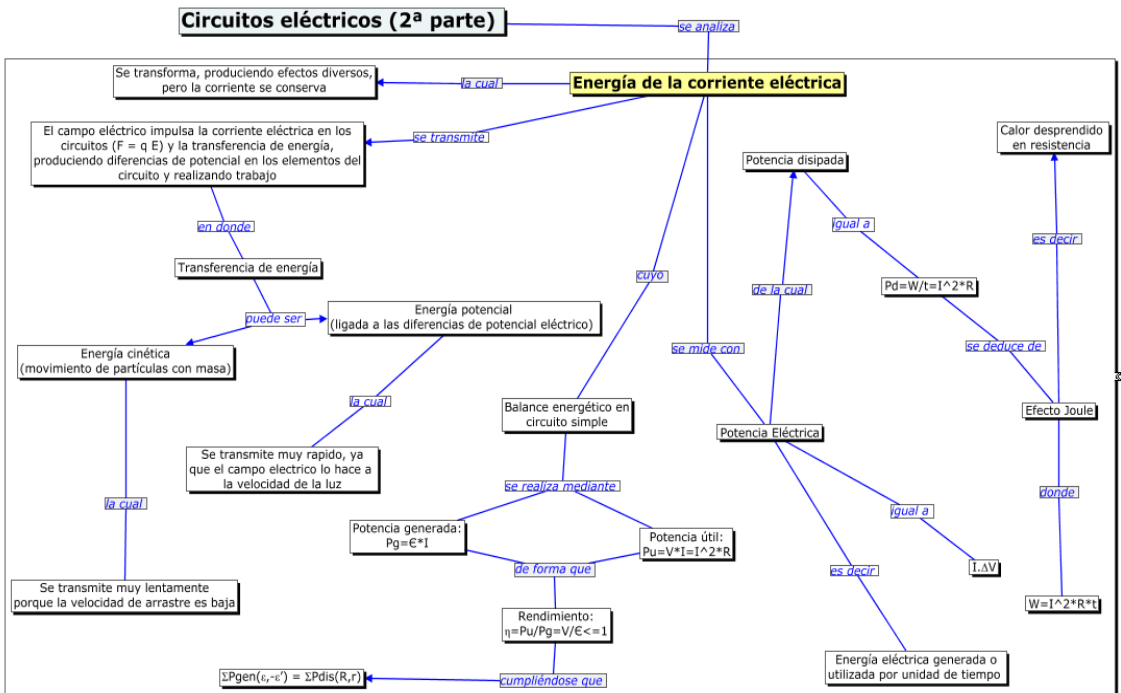 Circuitos eléctricos (2ª parte)
se analiza
Se transforma, produciendo efectos diversos,
pero la corriente se conserva
la cual
Energía de la corriente eléctrica
El campo eléctrico impulsa la corriente eléctrica en los
circuitos (F = q E) y la transferencia de energía,
produciendo diferencias de potencial en los elementos del
circuito y realizando trabajo
se transmite
Calor desprendido
en resistencia
Potencia disipada
en donde
igual a
es decir
Transferencia de energía
cuyo
de la cual
Pd=W/t=I^2*R
puede ser
Energía potencial
(ligada a las diferencias de potencial eléctrico)
Energía cinética
(movimiento de partículas con masa)
se mide con
se deduce de
la cual
Balance energético en
circuito simple
Potencia Eléctrica
Efecto Joule
Se transmite muy rapido, ya
que el campo electrico lo hace a
la velocidad de la luz
la cual
se realiza mediante
donde
igual a
Potencia generada:
Pg=Є*I
Potencia útil:
Pu=V*I=I^2*R
de forma que
es decir
I.ΔV
Se transmite muy lentamente
porque la velocidad de arrastre es baja
Rendimiento:
η=Pu/Pg=V/Є<=1
W=I^2*R*t
ΣPgen(ε,-ε') = ΣPdis(R,r)
cumpliéndose que
Energía eléctrica generada o
utilizada por unidad de tiempo